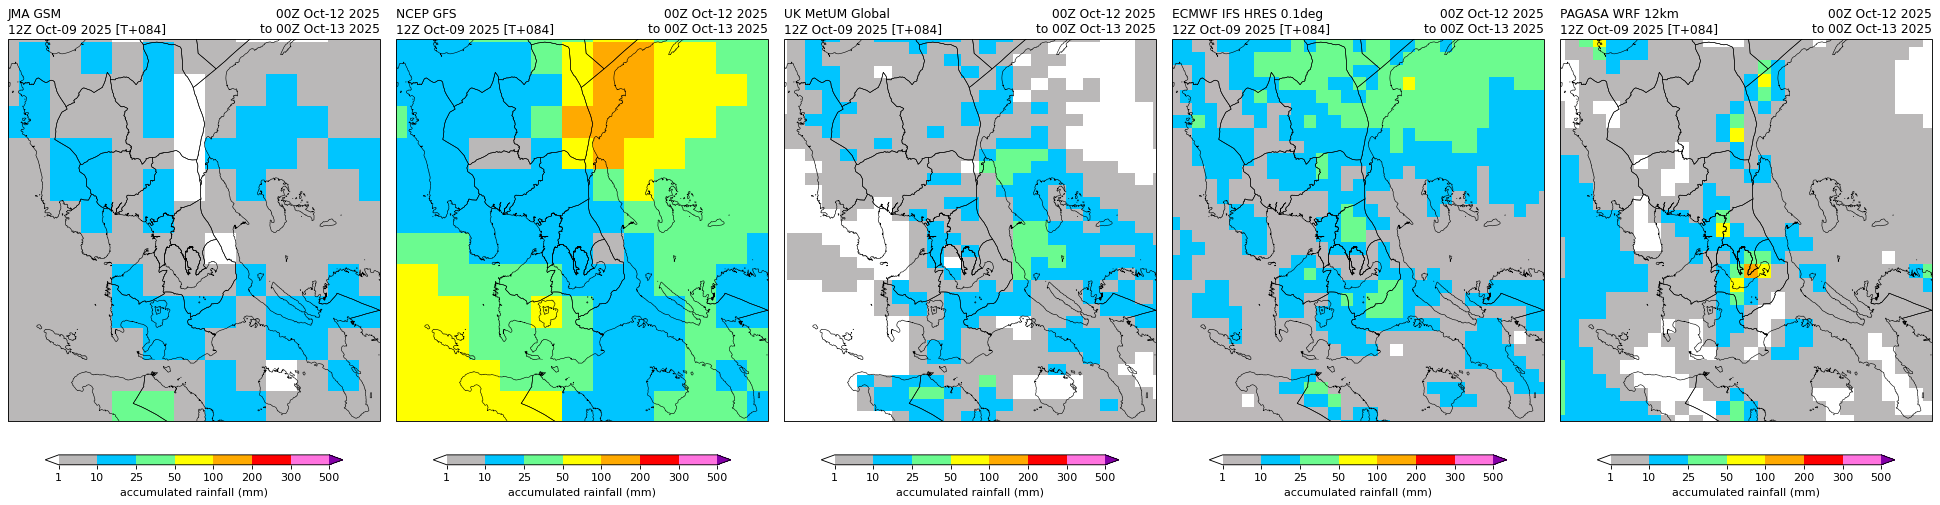 JMA GSM 00Z Oct-12 2025
12Z Oct-09 2025 [T+084] to 00Z Oct-13 2025
NCEP GFS 00Z Oct-12 2025
12Z Oct-09 2025 [T+084] to 00Z Oct-13 2025
UK MetUM Global 00Z Oct-12 2025
12Z Oct-09 2025 [T+084] to 00Z Oct-13 2025
ECMWF IFS HRES 0.1deg 00Z Oct-12 2025
12Z Oct-09 2025 [T+084] to 00Z Oct-13 2025
PAGASA WRF 12km 00Z Oct-12 2025
12Z Oct-09 2025 [T+084] to 00Z Oct-13 2025
1 10 25 50 100 200 300 500
accumulated rainfall (mm)
1 10 25 50 100 200 300 500
accumulated rainfall (mm)
1 10 25 50 100 200 300 500
accumulated rainfall (mm)
1 10 25 50 100 200 300 500
accumulated rainfall (mm)
1 10 25 50 100 200 300 500
accumulated rainfall (mm)